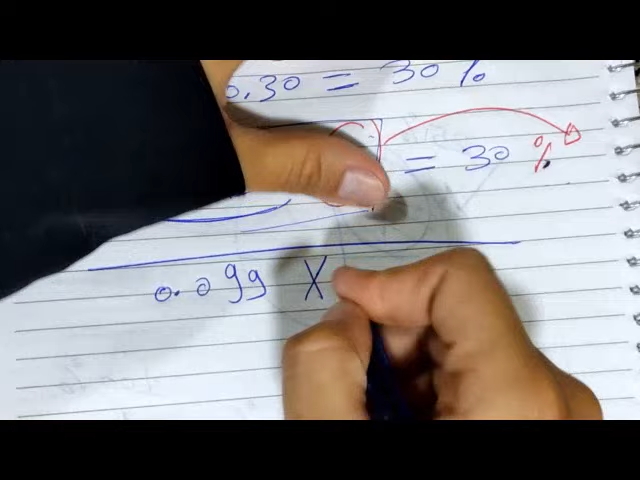 0.30 = 30%
= 30 %
0.099 X